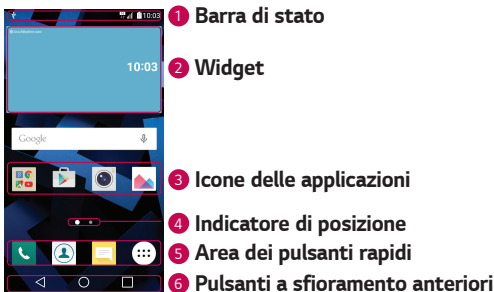 10:03
1 Barra di stato
10:03
2 Widget
Google
3 Icone delle applicazioni
4 Indicatore di posizione
5 Area dei pulsanti rapidi
6 Pulsanti a sfioramento anteriori